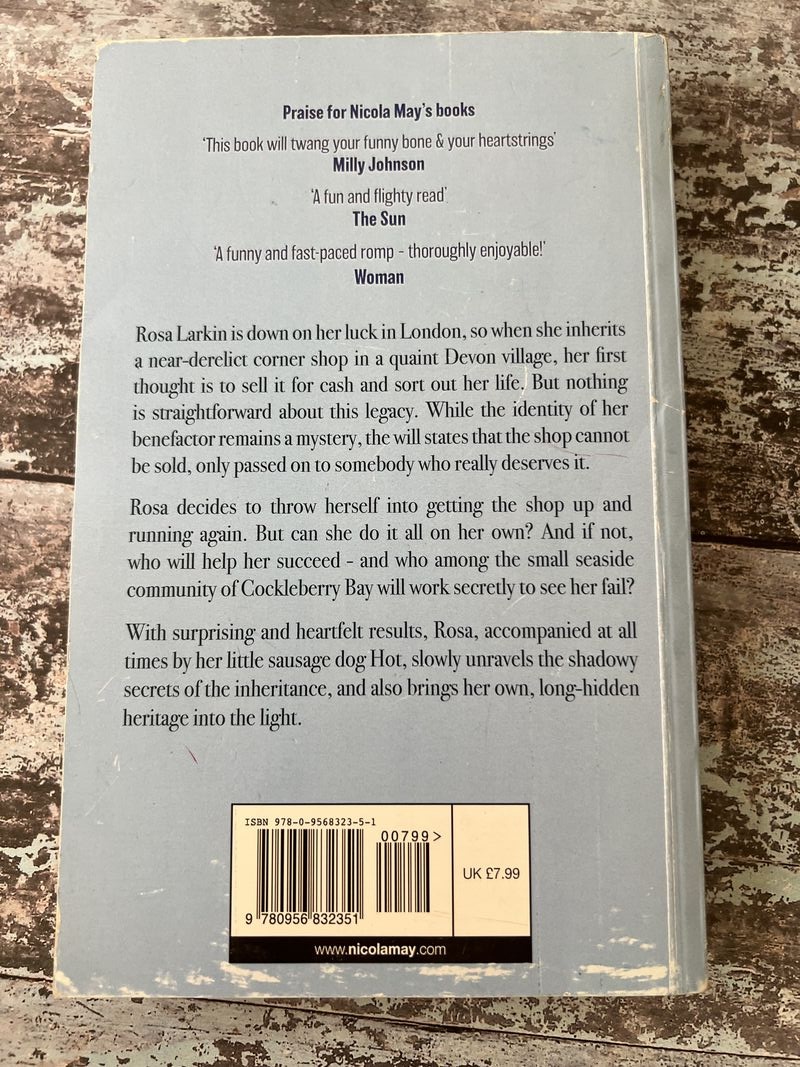 Praise for Nicola May's books
'This book will twang your funny bone & your heartstrings'
Milly Johnson
'A fun and flighty read'
The Sun
'A funny and fast-paced romp - thoroughly enjoyable!'
Woman
Rosa Larkin is down on her luck in London, so when she inherits
a near-derelict corner shop in a quaint Devon village, her first
thought is to sell it for cash and sort out her life. But nothing
is straightforward about this legacy. While the identity of her
benefactor remains a mystery, the will states that the shop cannot
be sold, only passed on to somebody who really deserves it.
Rosa decides to throw herself into getting the shop up and
running again. But can she do it all on her own? And if not,
who will help her succeed - and who among the small seaside
community of Cockleberry Bay will work secretly to see her fail?
With surprising and heartfelt results, Rosa, accompanied at all
times by her little sausage dog Hot, slowly unravels the shadowy
secrets of the inheritance, and also brings her own, long-hidden
heritage into the light.
ISBN 978-0-9568323-5-1
00799>
UK £7.99
9 780956 832351
www.nicolamay.com